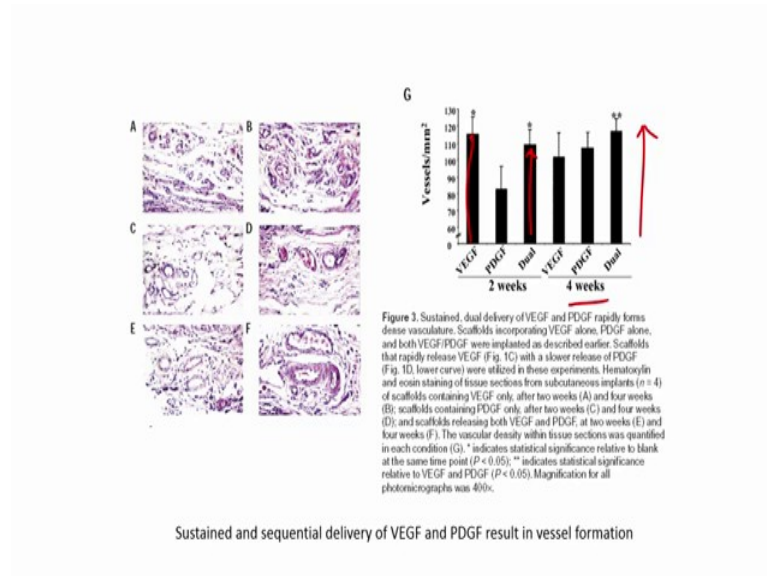 G
A
B
C
D
E
F
Vessels/mm²
130
120
110
100
90
80
70
60
0
*
*
**
VEGF
PDGF
Dual
VEGF
PDGF
Dual
2 weeks
4 weeks
Figure 3. Sustained, dual delivery of VEGF and PDGF rapidly forms
dense vasculature. Scaffolds incorporating VEGF alone, PDGF alone,
and both VEGF/PDGF were implanted as described earlier. Scaffolds
that rapidly release VEGF (Fig. 1C) with a slower release of PDGF
(Fig. 1D, lower curve) were utilized in these experiments. Hematoxylin
and eosin staining of tissue sections from subcutaneous implants (n = 4)
of scaffolds containing VEGF only, after two weeks (A) and four weeks
(B); scaffolds containing PDGF only, after two weeks (C) and four weeks
(D); and scaffolds releasing both VEGF and PDGF, at two weeks (E) and
four weeks (F). The vascular density within tissue sections was quantified
in each condition (G). * indicates statistical significance relative to blank
at the same time point (P < 0.05); ** indicates statistical significance
relative to VEGF and PDGF (P < 0.05). Magnification for all
photomicrographs was 400×.
Sustained and sequential delivery of VEGF and PDGF result in vessel formation